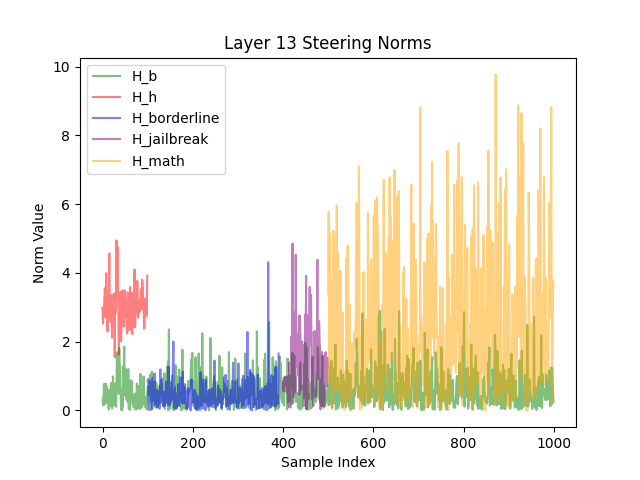 Layer 13 Steering Norms
10
8
6
4
2
0
Norm Value
H_b
H_h
H_borderline
H_jailbreak
H_math
0
200
400
600
800
1000
Sample Index